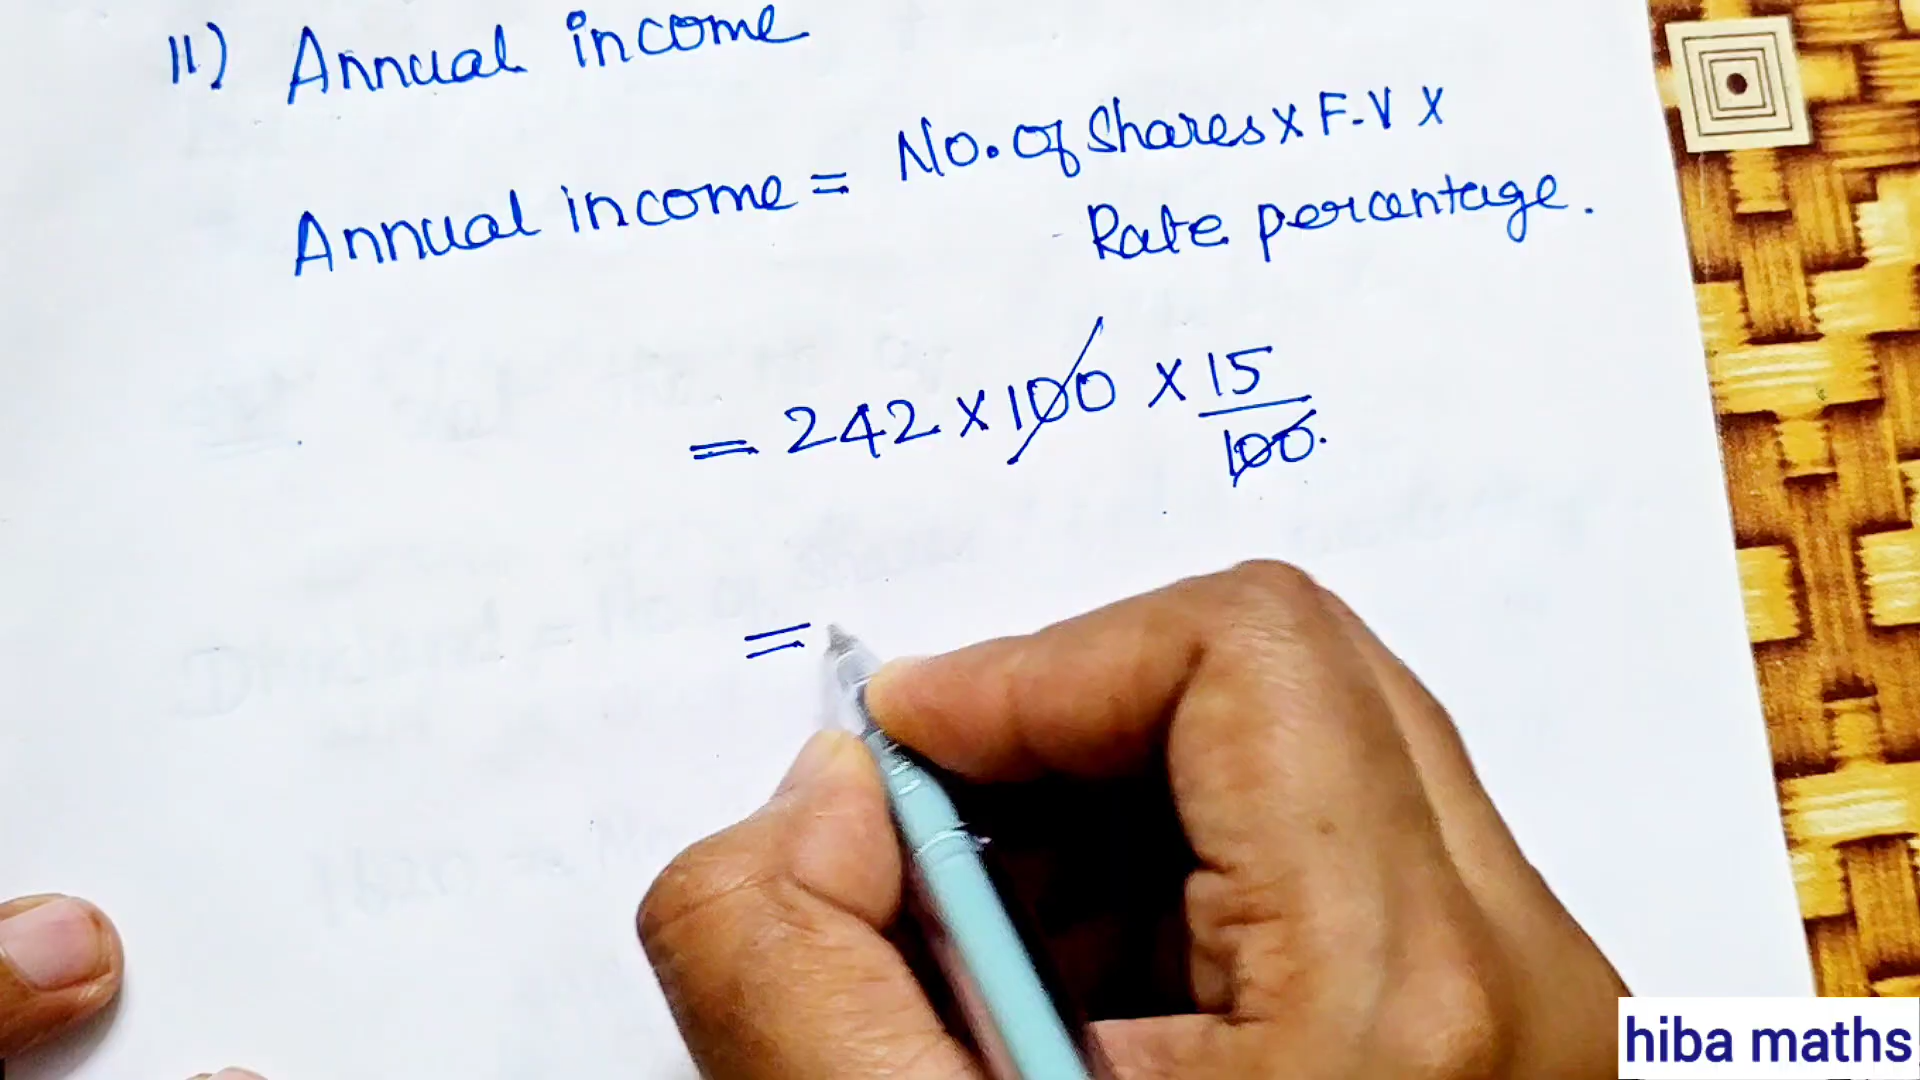 11) Annual income
Annual income = No. of Shares x F.V x
Rate percentage.
= 242 x 100 x 15/100.
=
hiba maths